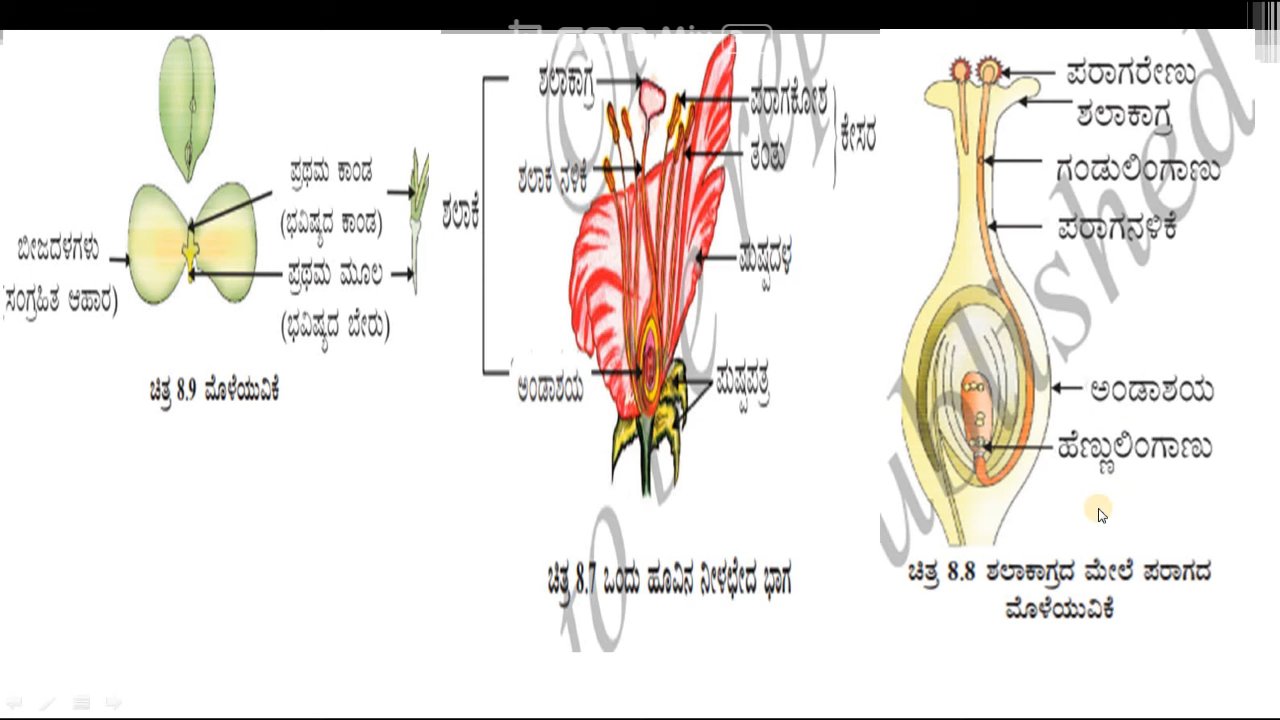 ಪ್ರಥಮ ಕಾಂಡ
(ಭವಿಷ್ಯದ ಕಾಂಡ)
ಬೀಜದಳಗಳು
ಪ್ರಥಮ ಮೂಲ
(ಸಂಗ್ರಹಿತ ಆಹಾರ)
(ಭವಿಷ್ಯದ ಬೇರು)
ಚಿತ್ರ 8.9 ಮೊಳೆಯುವಿಕೆ
ಶಲಾಕಾಗ್ರ
ಪರಾಗಕೋಶ
ಕೇಸರ
ತಂತು
ಶಲಾಕ ನಳಿಕೆ
ಶಲಾಕೆ
ಪುಷ್ಪದಳ
ಅಂಡಾಶಯ
ಪುಷ್ಪಪತ್ರ
ಚಿತ್ರ 8.7 ಒಂದು ಹೂವಿನ ನೀಳಛೇದ ಭಾಗ
ಪರಾಗರೇಣು
ಶಲಾಕಾಗ್ರ
ಗಂಡುಲಿಂಗಾಣು
ಪರಾಗನಳಿಕೆ
ಅಂಡಾಶಯ
ಹೆಣ್ಣುಲಿಂಗಾಣು
ಚಿತ್ರ 8.8 ಶಲಾಕಾಗ್ರದ ಮೇಲೆ ಪರಾಗದ
ಮೊಳೆಯುವಿಕೆ